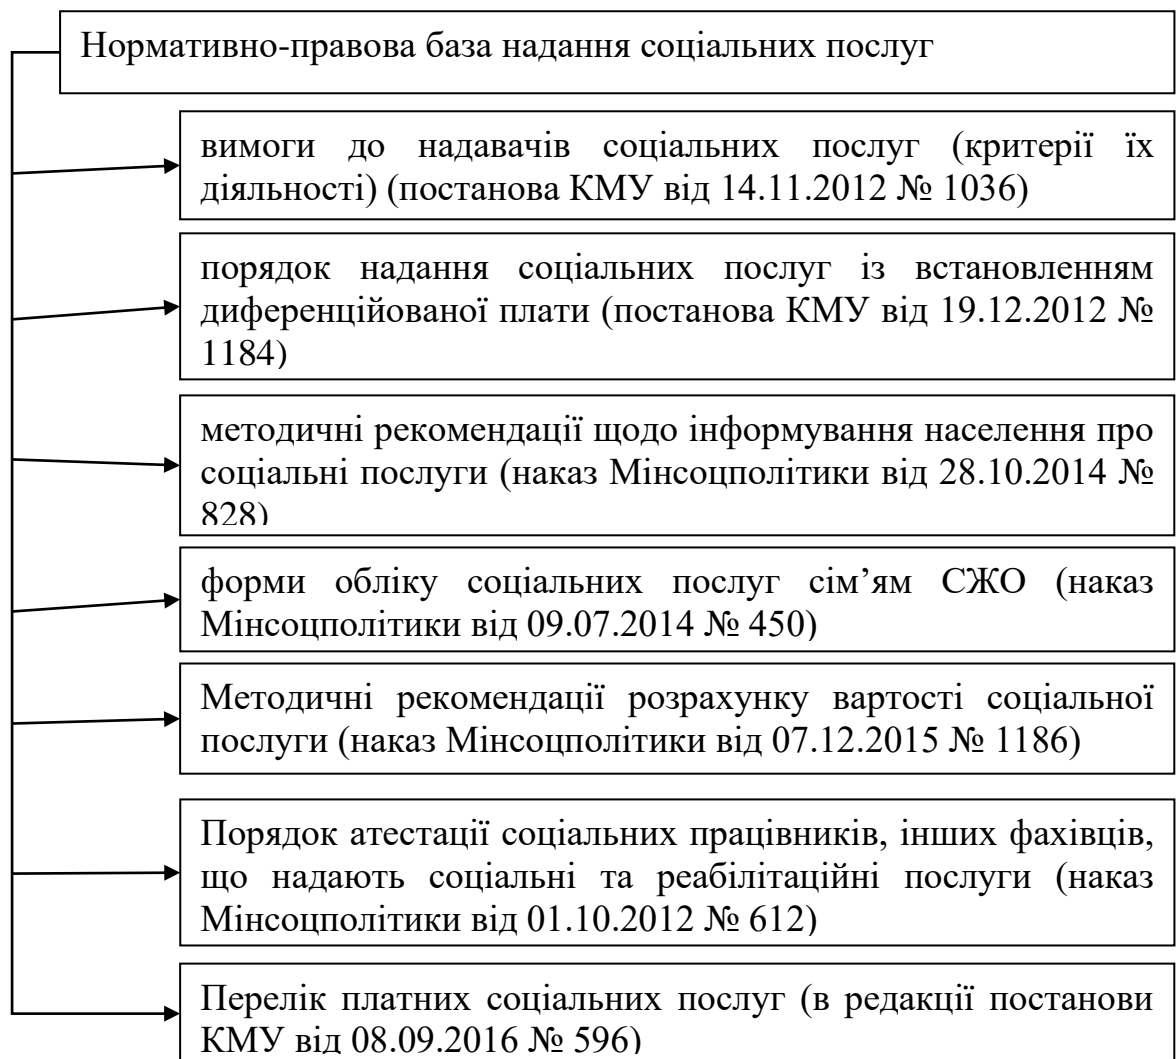 Нормативно-правова база надання соціальних послуг
вимоги до надавачів соціальних послуг (критерії їх
діяльності) (постанова КМУ від 14.11.2012 № 1036)
порядок надання соціальних послуг із встановленням
диференційованої плати (постанова КМУ від 19.12.2012 №
1184)
методичні рекомендації щодо інформування населення про
соціальні послуги (наказ Мінсоцполітики від 28.10.2014 №
828)
форми обліку соціальних послуг сім’ям СЖО (наказ
Мінсоцполітики від 09.07.2014 № 450)
Методичні рекомендації розрахунку вартості соціальної
послуги (наказ Мінсоцполітики від 07.12.2015 № 1186)
Порядок атестації соціальних працівників, інших фахівців,
що надають соціальні та реабілітаційні послуги (наказ
Мінсоцполітики від 01.10.2012 № 612)
Перелік платних соціальних послуг (в редакції постанови
КМУ від 08.09.2016 № 596)